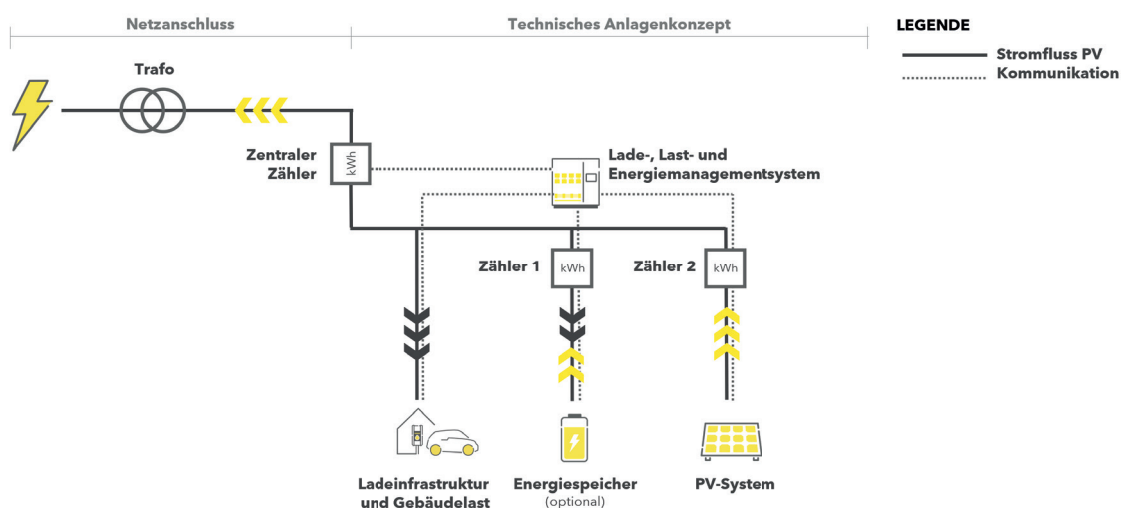 Netzanschluss
Technisches Anlagenkonzept
LEGENDE
Stromfluss PV
Kommunikation
Trafo
Zentraler
Zähler
kWh
Lade-, Last- und
Energiemanagementsystem
Zähler 1
kWh
Zähler 2
kWh
Ladeinfrastruktur
und Gebäudelast
Energiespeicher
(optional)
PV-System